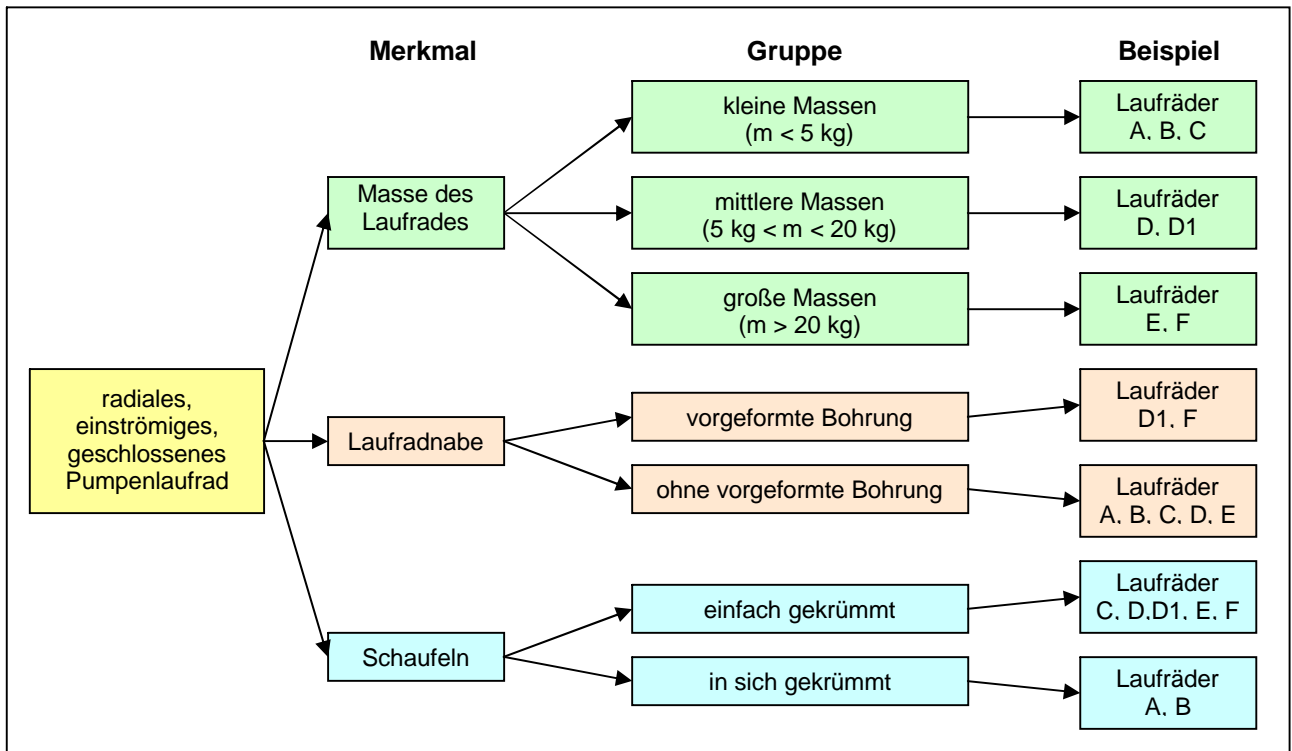 Merkmal
Gruppe
Beispiel
kleine Massen
(m < 5 kg)
Laufräder
A, B, C
Masse des
Laufrades
mittlere Massen
(5 kg < m < 20 kg)
Laufräder
D, D1
große Massen
(m > 20 kg)
Laufräder
E, F
radiales,
einströmiges,
geschlossenes
Pumpenlaufrad
Laufradnabe
vorgeformte Bohrung
Laufräder
D1, F
ohne vorgeformte Bohrung
Laufräder
A, B, C, D, E
Schaufeln
einfach gekrümmt
Laufräder
C, D,D1, E, F
in sich gekrümmt
Laufräder
A, B